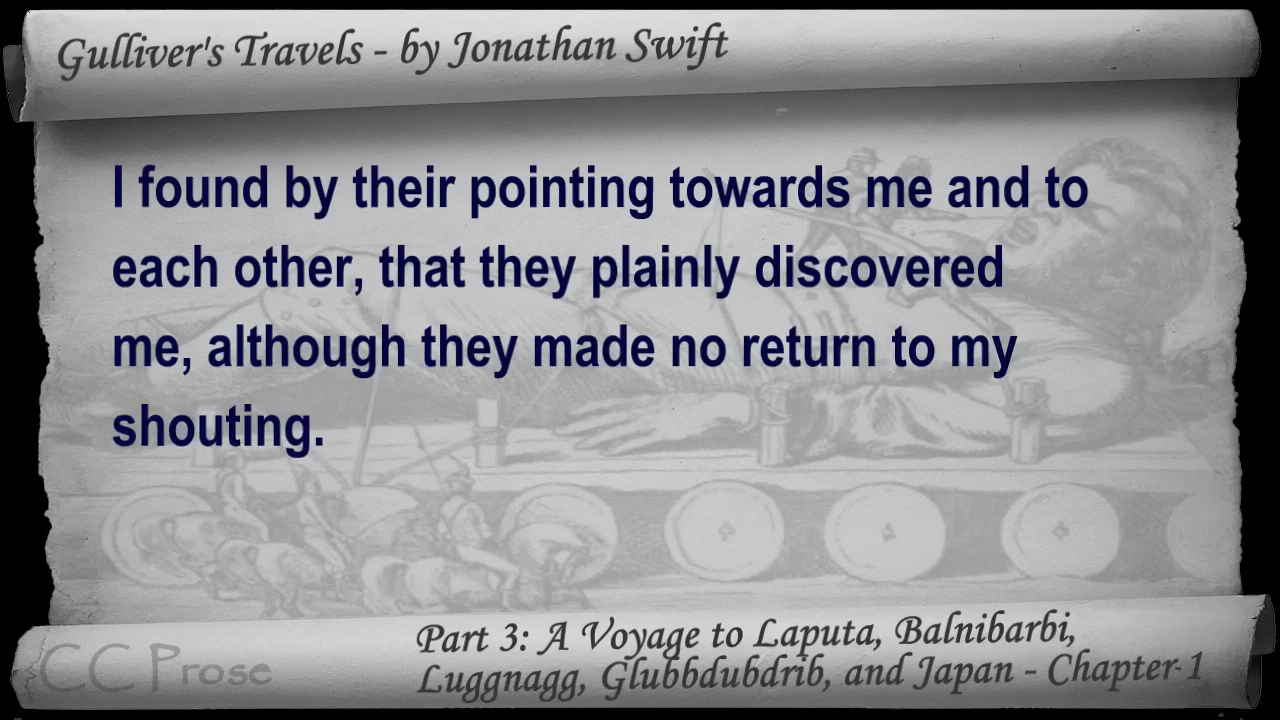 Gulliver's Travels - by Jonathan Swift
I found by their pointing towards me and to
each other, that they plainly discovered
me, although they made no return to my
shouting.
CC Prose
Part 3: A Voyage to Laputa, Balnibarbi,
Luggnagg, Glubbdubdrib, and Japan - Chapter 1